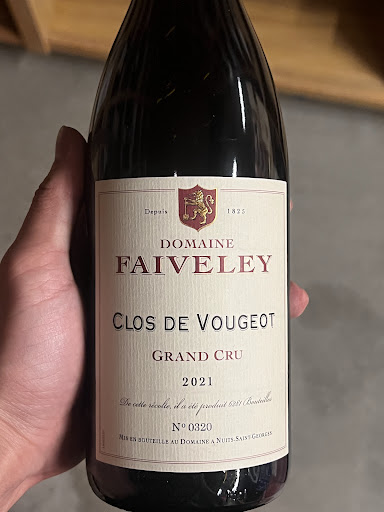 Depuis 1825
DOMAINE
FAIVELEY
CLOS DE VOUGEOT
GRAND CRU
2021
De cette récolte, il a été produit 6281 Bouteilles
Nº 0320
MIS EN BOUTEILLE AU DOMAINE A NUITS-SAINT-GEORGES